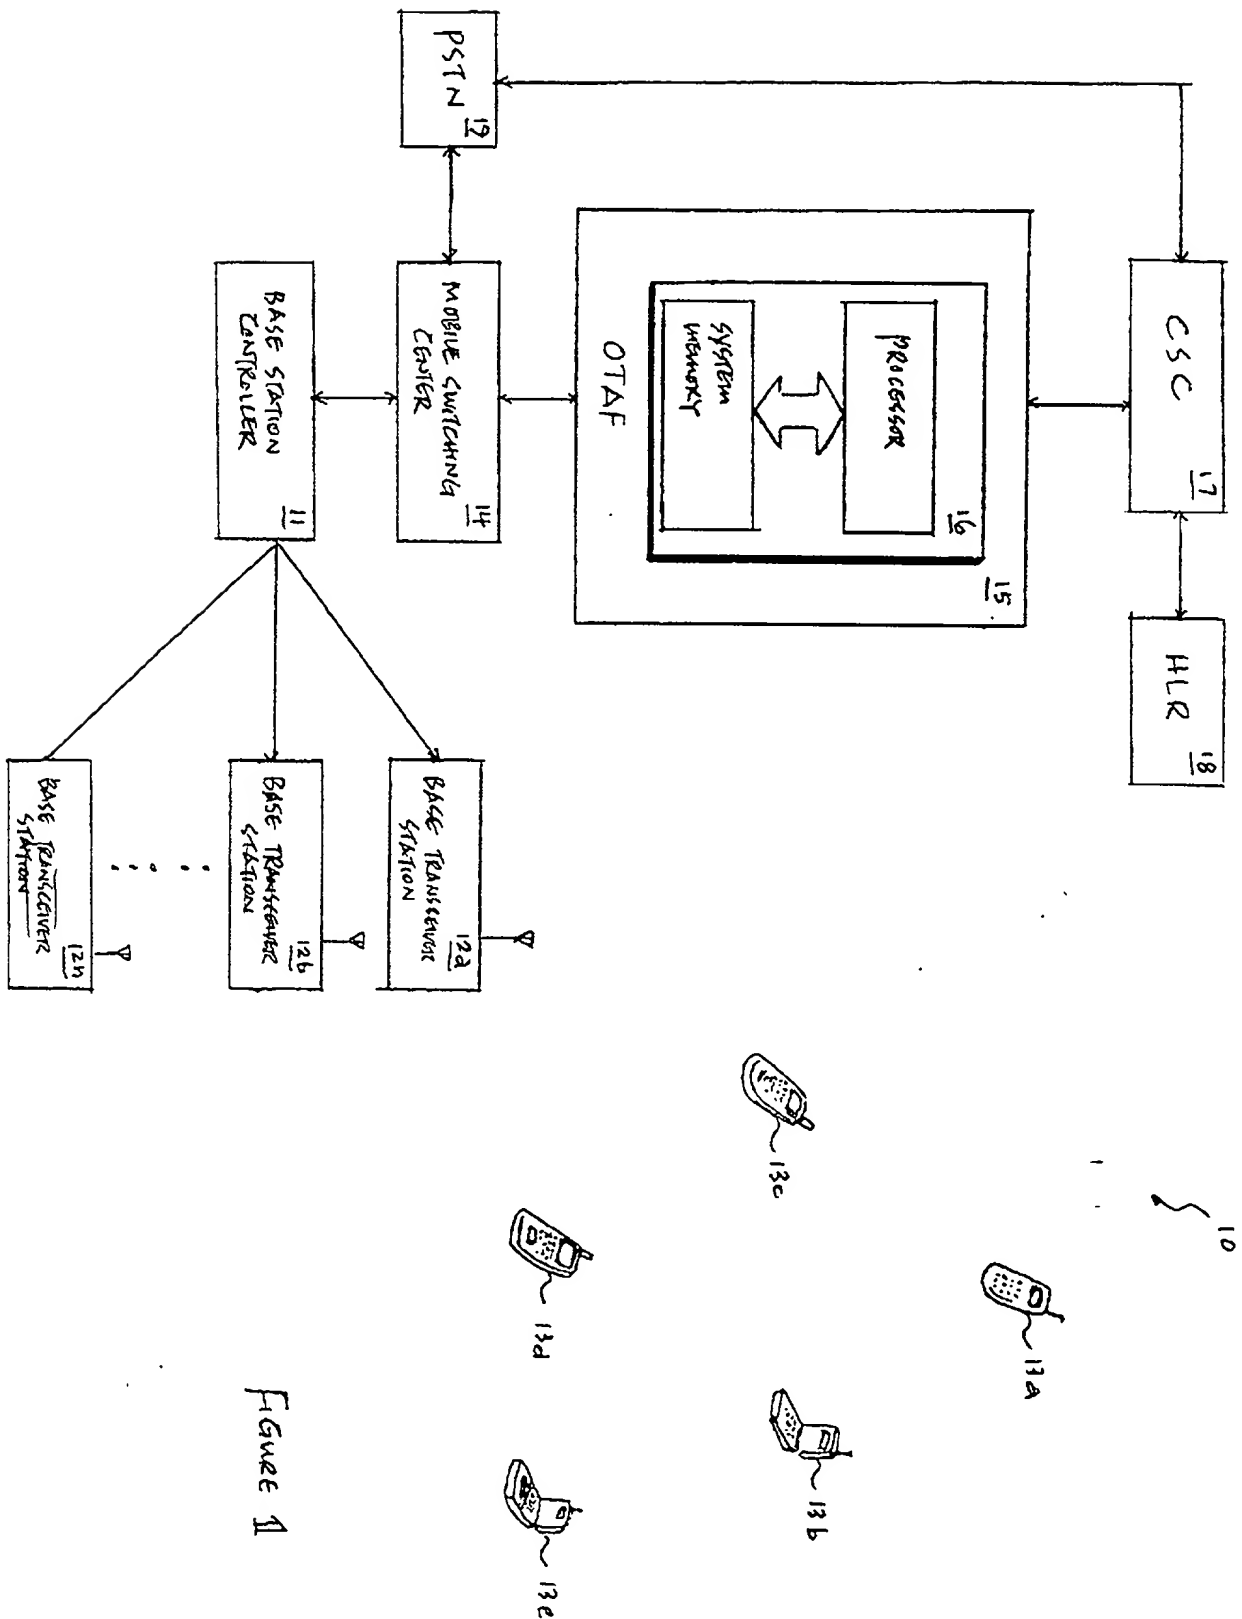 10
CSC
17
HLR
18
13a
15
16
PROCESSOR
SYSTEM
MEMORY
OTAF
13c
13b
PSTN
19
MOBILE SWITCHING
CENTER
14
13d
13e
BASE TRANSCEIVER
STATION
12a
BASE STATION
CONTROLLER
11
BASE TRANSCEIVER
STATION
12b
FIGURE 1
BASE TRANSCEIVER
STATION
12n